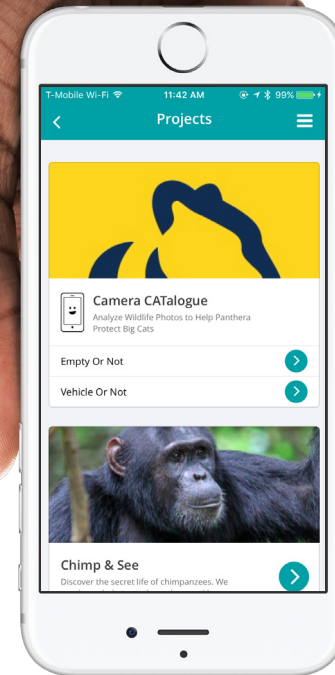 T-Mobile Wi-Fi 11:42 AM 99%
Projects
Camera CATalogue
Analyze Wildlife Photos to Help Panthera
Protect Big Cats
Empty Or Not
Vehicle Or Not
Chimp & See
Discover the secret life of chimpanzees. We